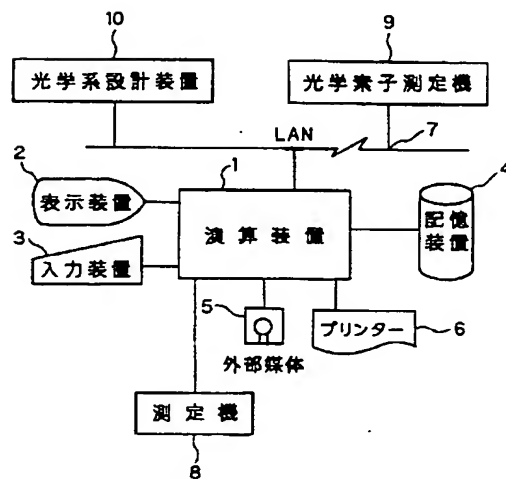 10
光学系設計装置
9
光学素子測定機
LAN
7
2
表示装置
1
演算装置
4
記憶
装置
3
入力装置
5
外部媒体
プリンター
6
測定機
8